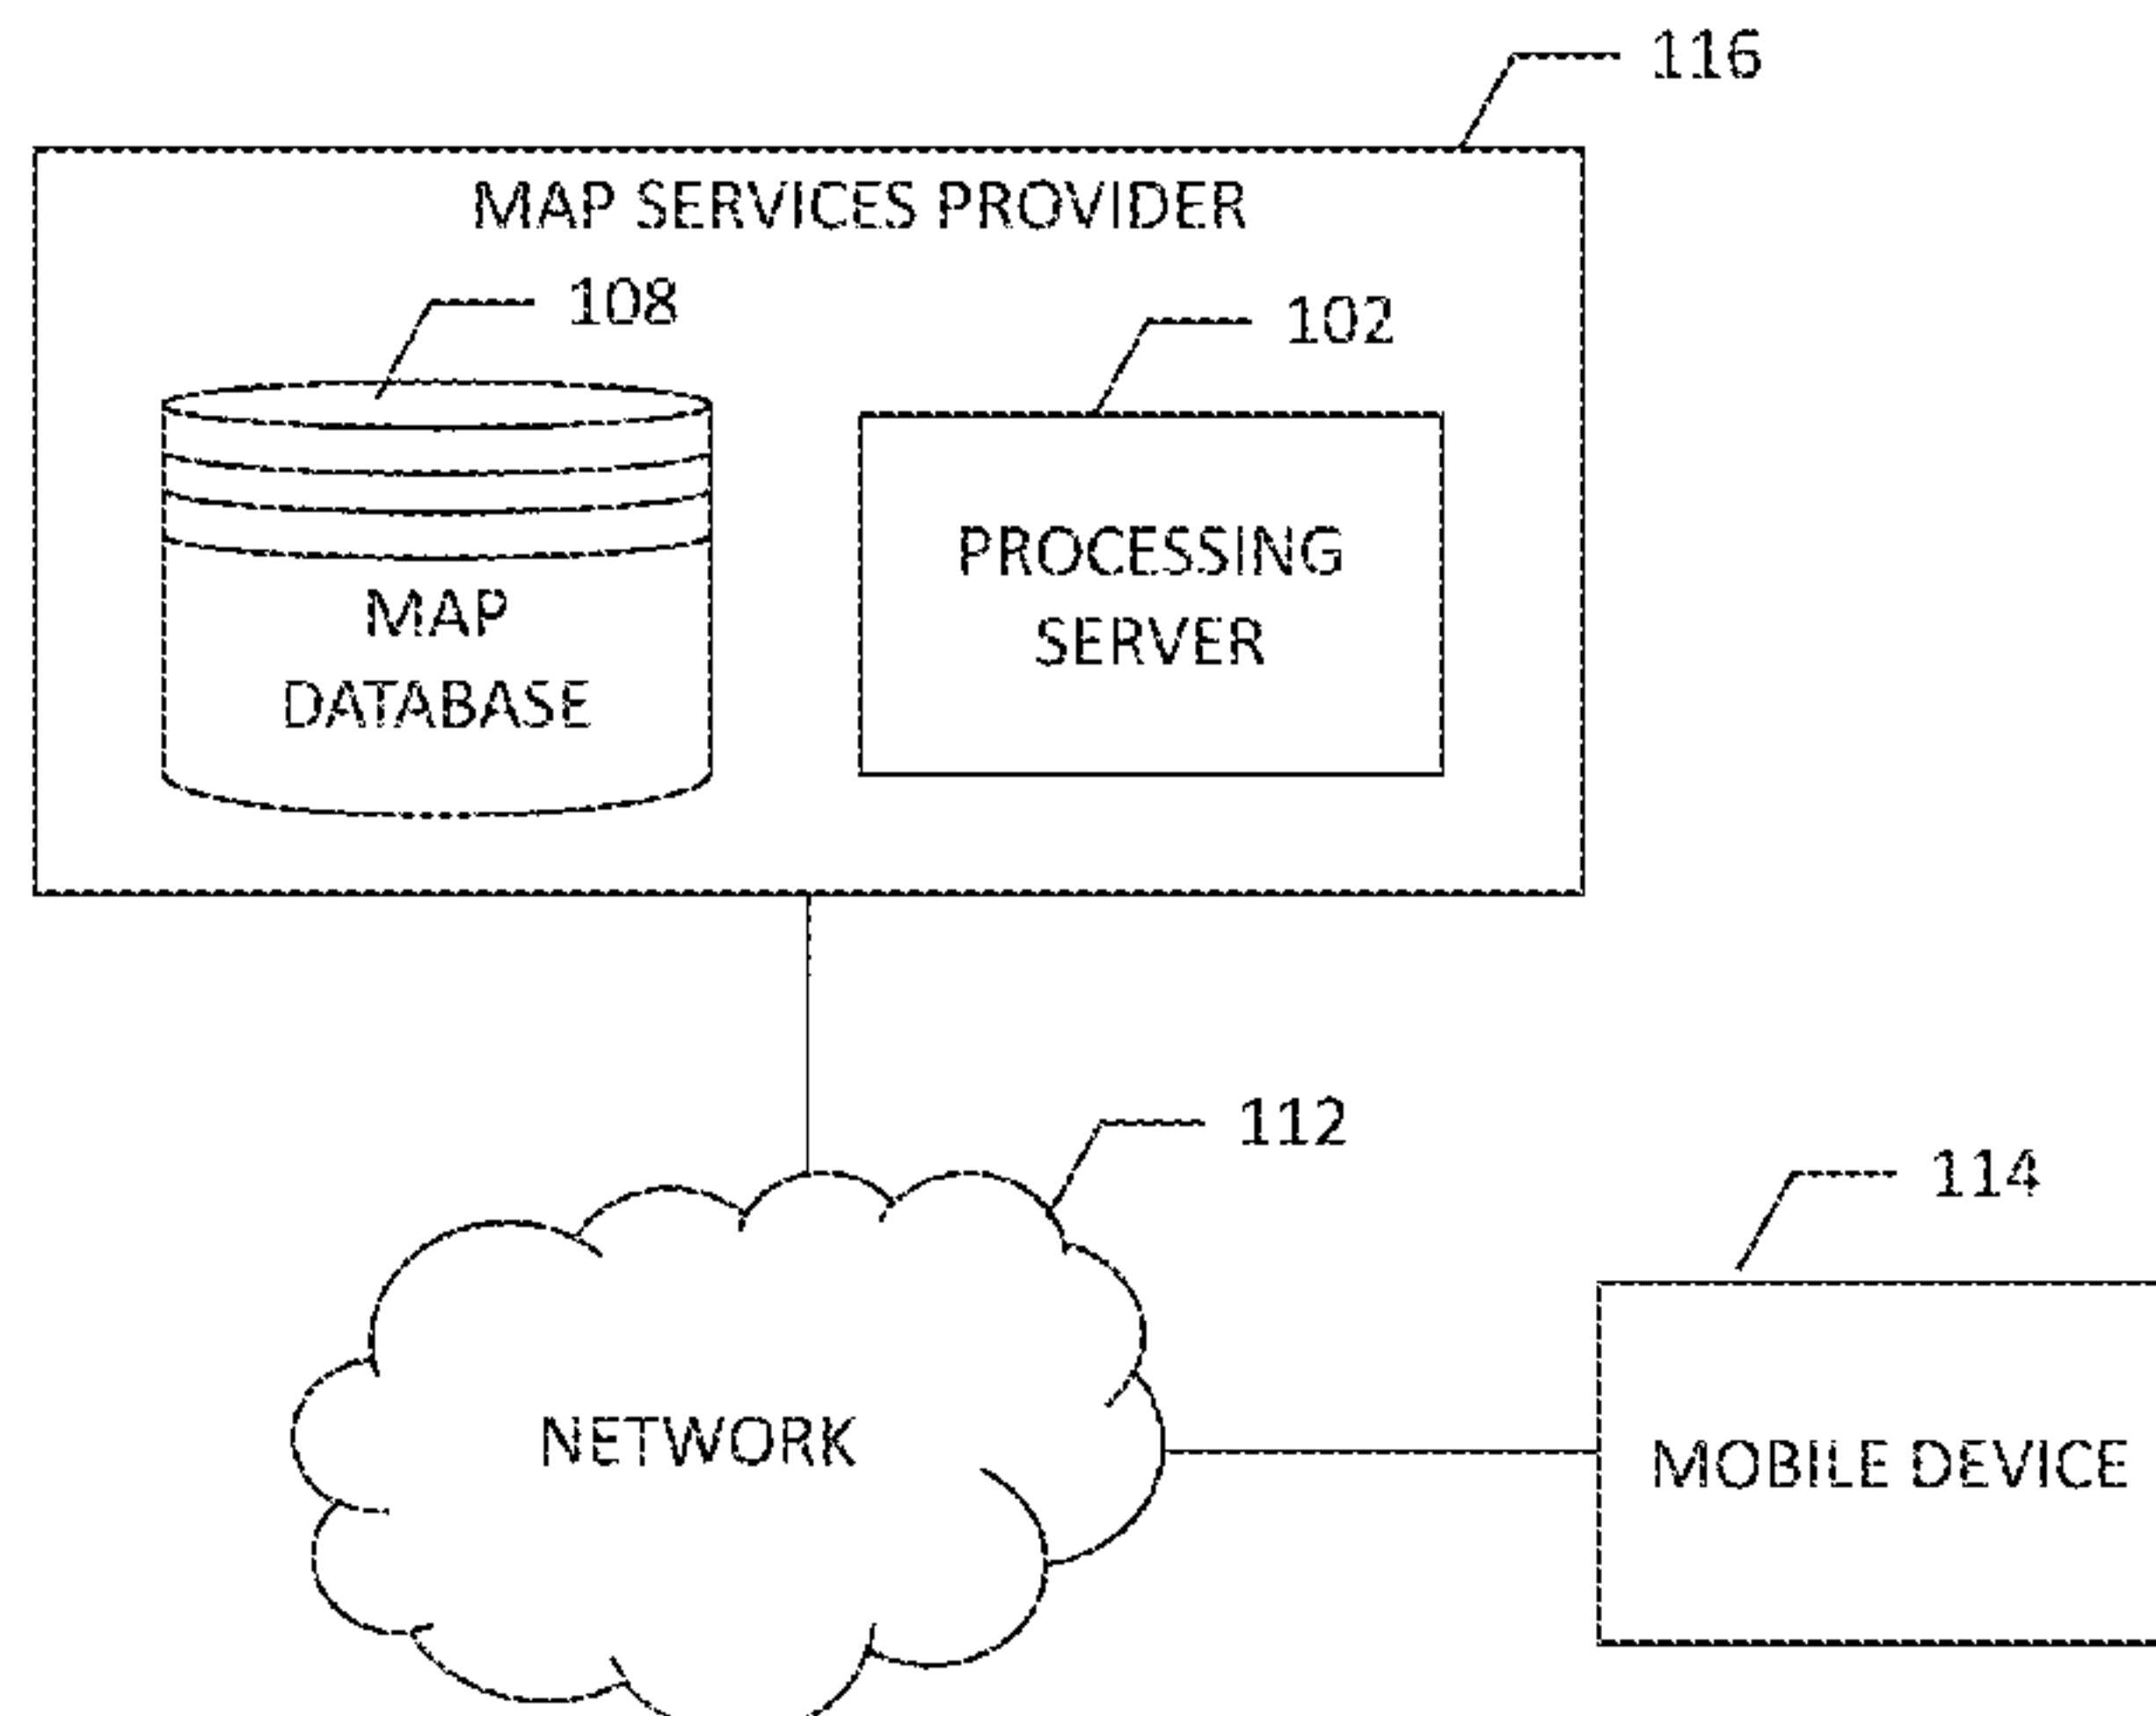 116
MAP SERVICES PROVIDER
108
102
PROCESSING
SERVER
MAP
DATABASE
112
114
NETWORK
MOBILE DEVICE